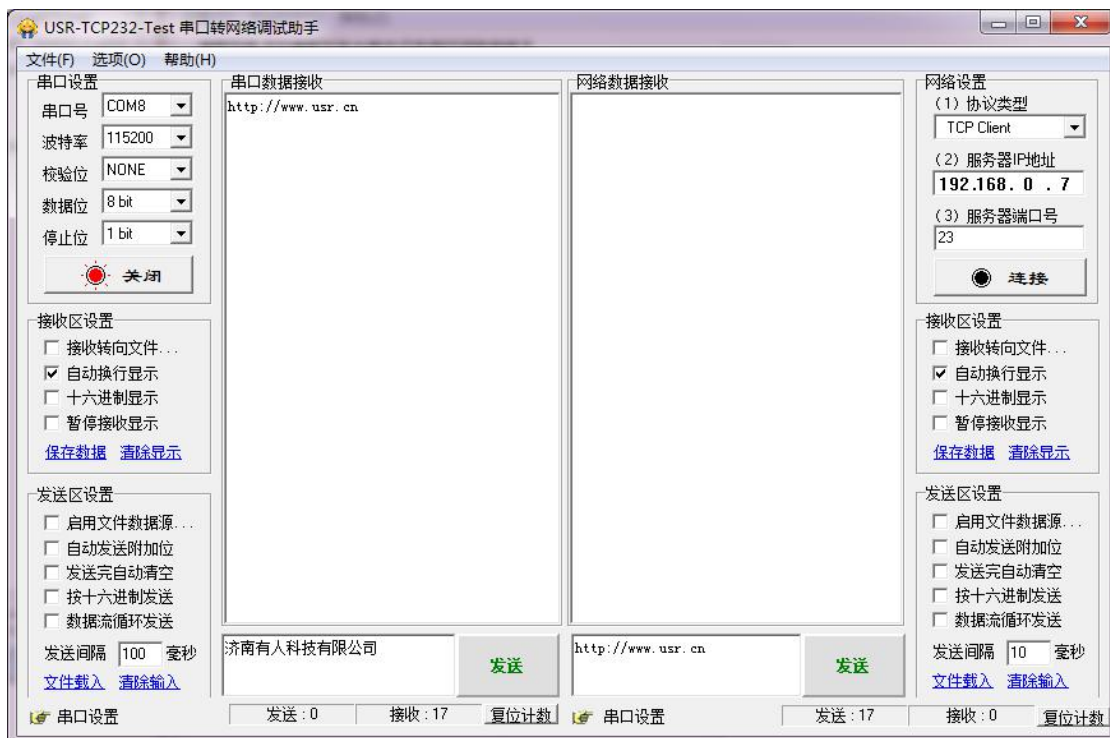 USR-TCP232-Test 串口转网络调试助手
文件(F) 选项(O) 帮助(H)
串口设置
串口号 COM8
波特率 115200
校验位 NONE
数据位 8 bit
停止位 1 bit
关闭
接收区设置
接收转向文件...
自动换行显示
十六进制显示
暂停接收显示
保存数据 清除显示
发送区设置
启用文件数据源...
自动发送附加位
发送完自动清空
按十六进制发送
数据流循环发送
发送间隔 100 毫秒
文件载入 清除输入
串口数据接收
http://www.usr.cn
济南有人科技有限公司
发送
网络数据接收
http://www.usr.cn
发送
网络设置
(1) 协议类型
TCP Client
(2) 服务器IP地址
192.168. 0 . 7
(3) 服务器端口号
23
连接
接收区设置
接收转向文件...
自动换行显示
十六进制显示
暂停接收显示
保存数据 清除显示
发送区设置
启用文件数据源...
自动发送附加位
发送完自动清空
按十六进制发送
数据流循环发送
发送间隔 10 毫秒
文件载入 清除输入
串口设置 发送:0 接收:17 复位计数 串口设置 发送:17 接收:0 复位计数